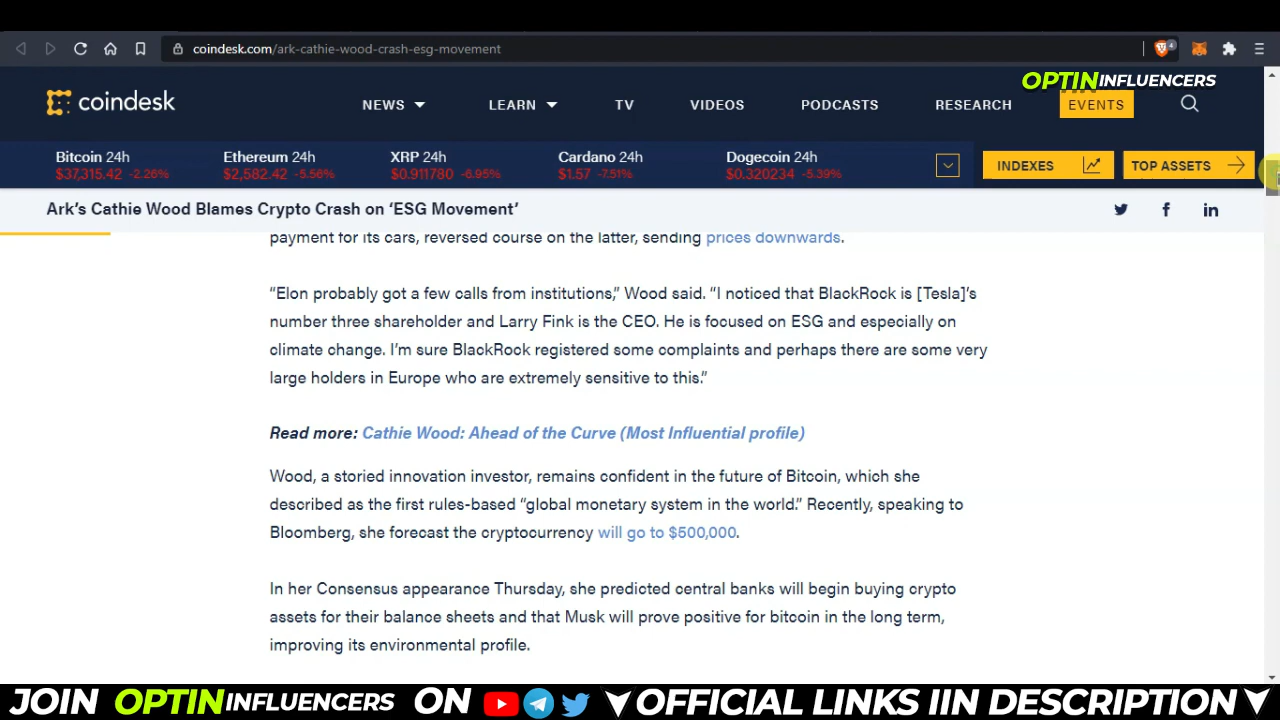 coindesk.com/ark-cathie-wood-crash-esg-movement
4
OPTIN INFLUENCERS
coindesk
NEWS LEARN TV VIDEOS PODCASTS RESEARCH EVENTS
Bitcoin 24h Ethereum 24h XRP 24h Cardano 24h Dogecoin 24h
$37,315.42 -2.26% $2,582.42 -5.56% $0.911780 -6.95% $1.57 -7.51% $0.320234 -5.39%
INDEXES TOP ASSETS
Ark's Cathie Wood Blames Crypto Crash on ‘ESG Movement’
payment for its cars, reversed course on the latter, sending prices downwards.
“Elon probably got a few calls from institutions,” Wood said. “I noticed that BlackRock is [Tesla]’s
number three shareholder and Larry Fink is the CEO. He is focused on ESG and especially on
climate change. I’m sure BlackRock registered some complaints and perhaps there are some very
large holders in Europe who are extremely sensitive to this.”
Read more: Cathie Wood: Ahead of the Curve (Most Influential profile)
Wood, a storied innovation investor, remains confident in the future of Bitcoin, which she
described as the first rules-based “global monetary system in the world.” Recently, speaking to
Bloomberg, she forecast the cryptocurrency will go to $500,000.
In her Consensus appearance Thursday, she predicted central banks will begin buying crypto
assets for their balance sheets and that Musk will prove positive for bitcoin in the long term,
improving its environmental profile.
JOIN OPTIN INFLUENCERS ON OFFICIAL LINKS IIN DESCRIPTION